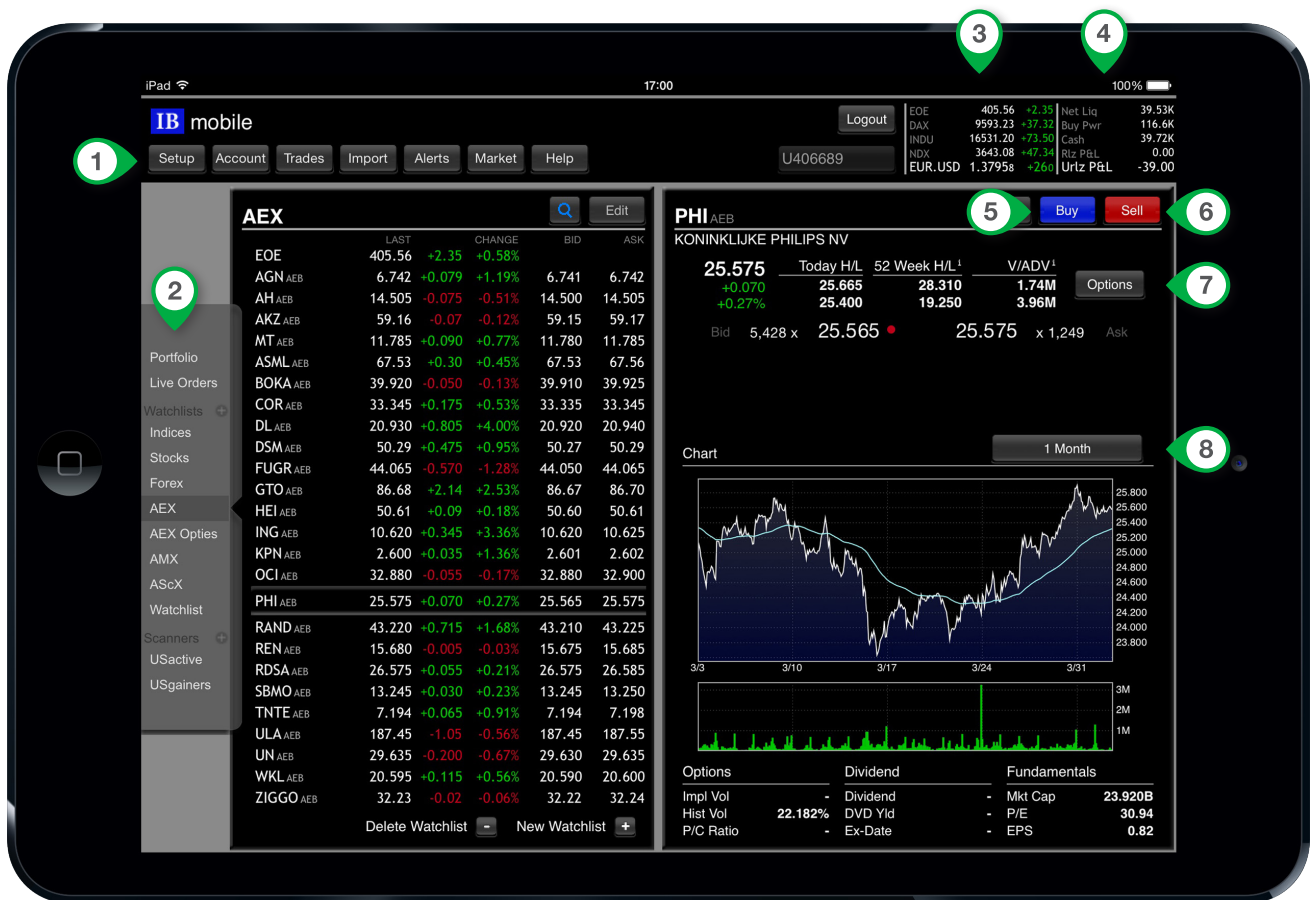 3
4
iPad
17:00
100%
IB mobile
Logout
EOE 405.56 +2.35
DAX 9593.23 +37.32
INDU 16531.20 +73.50
NDX 3643.08 +47.34
EUR.USD 1.37958 +260
Net Liq 39.53K
Buy Pwr 116.6K
Cash 39.72K
Rlz P&L 0.00
Urlz P&L -39.00
1
Setup Account Trades Import Alerts Market Help
U406689
2
Portfolio
Live Orders
Watchlists +
Indices
Stocks
Forex
AEX
AEX Opties
AMX
AScX
Watchlist
Scanners +
USactive
USgainers
AEX
Edit
LAST CHANGE BID ASK
EOE 405.56 +2.35 +0.58%
AGN AEB 6.742 +0.079 +1.19% 6.741 6.742
AH AEB 14.505 -0.075 -0.51% 14.500 14.505
AKZ AEB 59.16 -0.07 -0.12% 59.15 59.17
MT AEB 11.785 +0.090 +0.77% 11.780 11.785
ASML AEB 67.53 +0.30 +0.45% 67.53 67.56
BOKA AEB 39.920 -0.050 -0.13% 39.910 39.925
COR AEB 33.345 +0.175 +0.53% 33.335 33.345
DL AEB 20.930 +0.805 +4.00% 20.920 20.940
DSM AEB 50.29 +0.475 +0.95% 50.27 50.29
FUGR AEB 44.065 -0.570 -1.28% 44.050 44.065
GTO AEB 86.68 +2.14 +2.53% 86.67 86.70
HEI AEB 50.61 +0.09 +0.18% 50.60 50.61
ING AEB 10.620 +0.345 +3.36% 10.620 10.625
KPN AEB 2.600 +0.035 +1.36% 2.601 2.602
OCI AEB 32.880 -0.055 -0.17% 32.880 32.900
PHI AEB 25.575 +0.070 +0.27% 25.565 25.575
RAND AEB 43.220 +0.715 +1.68% 43.210 43.225
REN AEB 15.680 -0.005 -0.03% 15.675 15.685
RDSA AEB 26.575 +0.055 +0.21% 26.575 26.585
SBMO AEB 13.245 +0.030 +0.23% 13.245 13.250
TNTE AEB 7.194 +0.065 +0.91% 7.194 7.198
ULA AEB 187.45 -1.05 -0.56% 187.45 187.55
UN AEB 29.635 -0.200 -0.67% 29.630 29.635
WKL AEB 20.595 +0.115 +0.56% 20.590 20.600
ZIGGO AEB 32.23 -0.02 -0.06% 32.22 32.24
Delete Watchlist - New Watchlist +
PHI AEB
5
Buy
Sell
6
KONINKLIJKE PHILIPS NV
25.575 Today H/L 52 Week H/L¹ V/ADV¹
+0.070 25.665 28.310 1.74M
+0.27% 25.400 19.250 3.96M
Options
7
Bid 5,428 x 25.565 25.575 x 1,249 Ask
Chart
1 Month
8
25.800
25.600
25.400
25.200
25.000
24.800
24.600
24.400
24.200
24.000
23.800
3/3 3/10 3/17 3/24 3/31
3M
2M
1M
Options Dividend Fundamentals
Impl Vol - Dividend - Mkt Cap 23.920B
Hist Vol 22.182% DVD Yld - P/E 30.94
P/C Ratio - Ex-Date - EPS 0.82